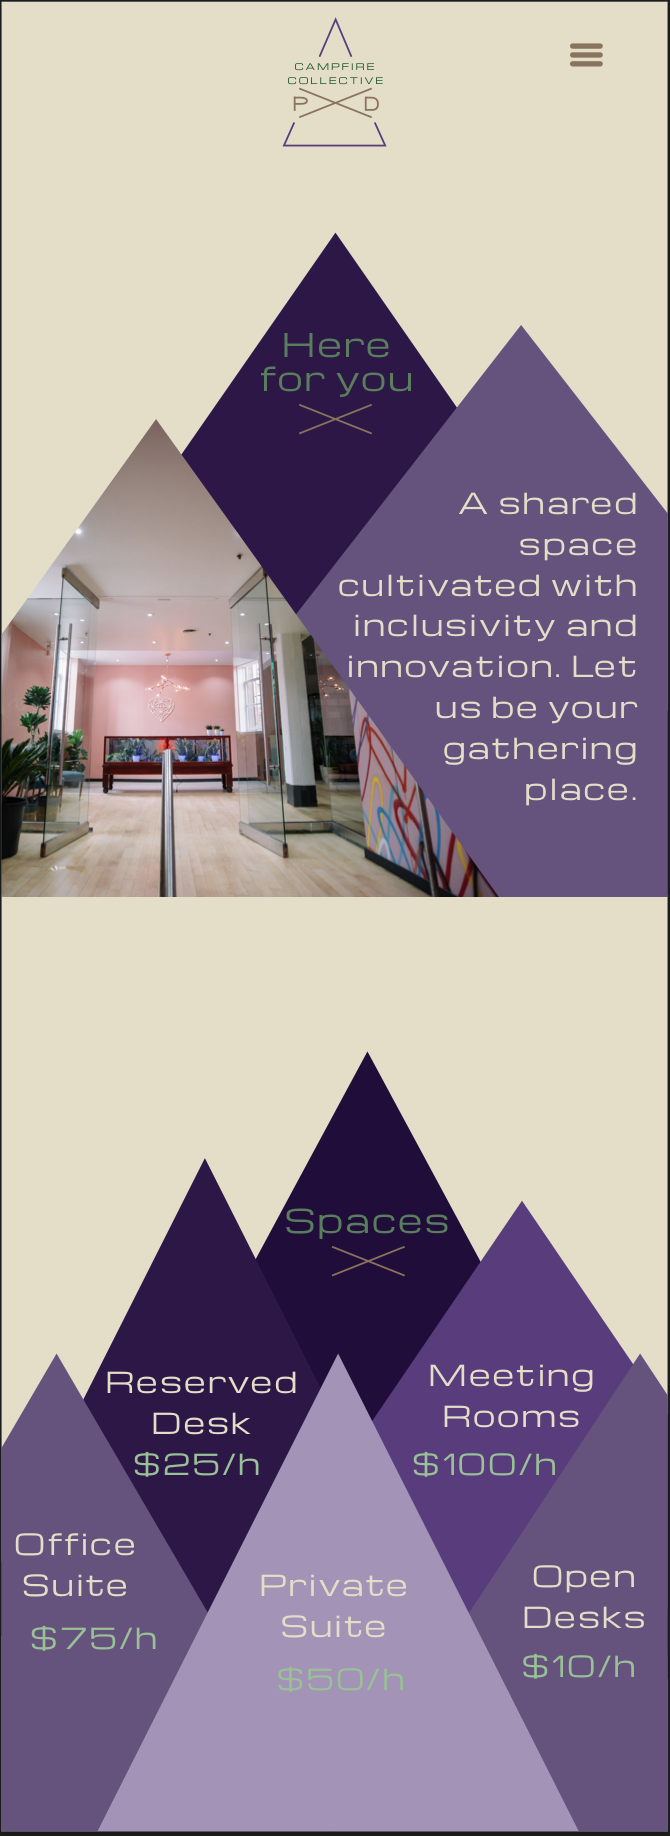 CAMPFIRE
COLLECTIVE
P D
Here
for you
A shared
space
cultivated with
inclusivity and
innovation. Let
us be your
gathering
place.
Spaces
Reserved
Desk
$25/h
Meeting
Rooms
$100/h
Office
Suite
$75/h
Private
Suite
$50/h
Open
Desks
$10/h